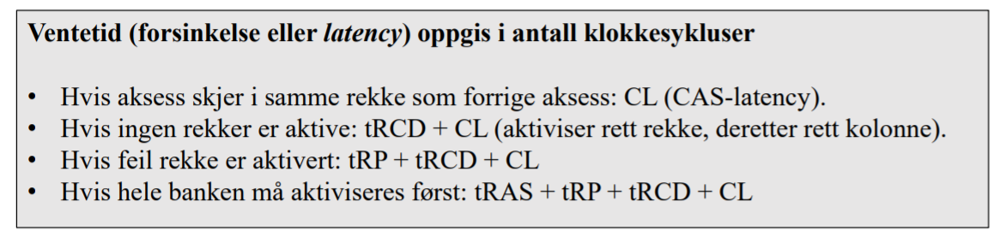 Ventetid (forsinkelse eller latency) oppgis i antall klokkesykluser
• Hvis aksess skjer i samme rekke som forrige aksess: CL (CAS-latency).
• Hvis ingen rekker er aktive: tRCD + CL (aktiviser rett rekke, deretter rett kolonne).
• Hvis feil rekke er aktivert: tRP + tRCD + CL
• Hvis hele banken må aktiviseres først: tRAS + tRP + tRCD + CL